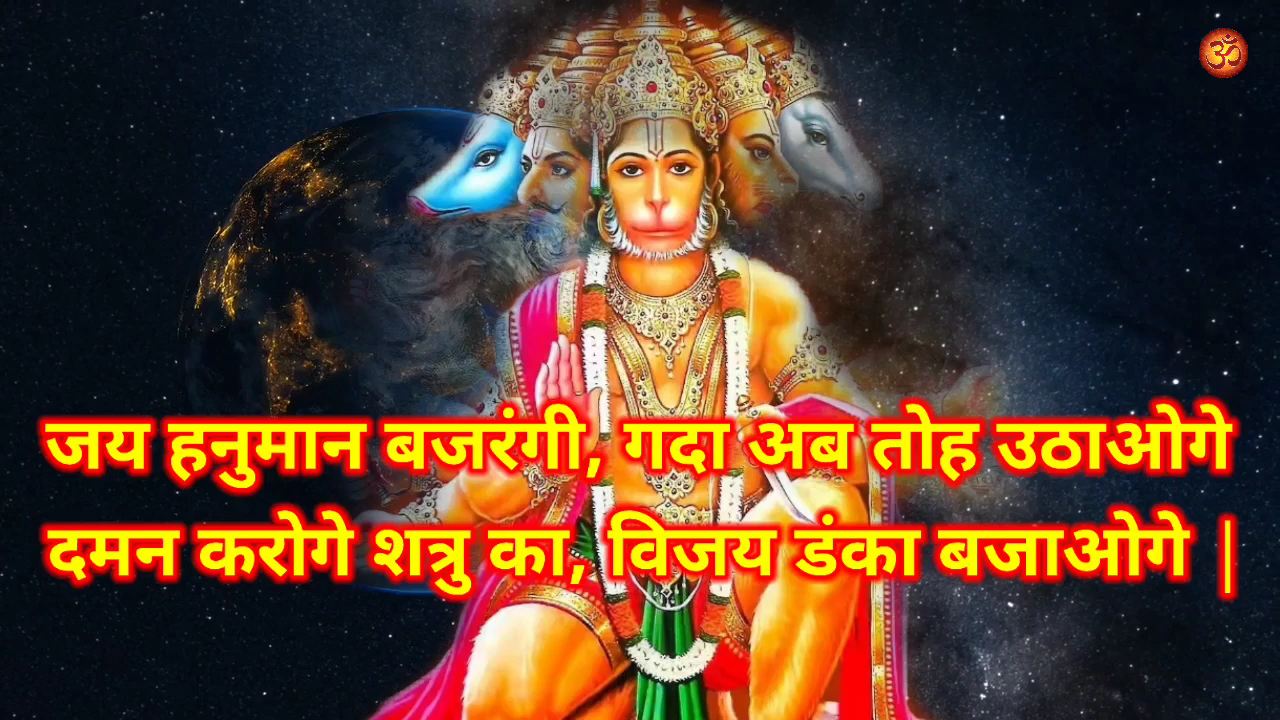 ॐ
जय हनुमान बजरंगी, गदा अब तोह उठाओगे
दमन करोगे शत्रु का, विजय डंका बजाओगे |